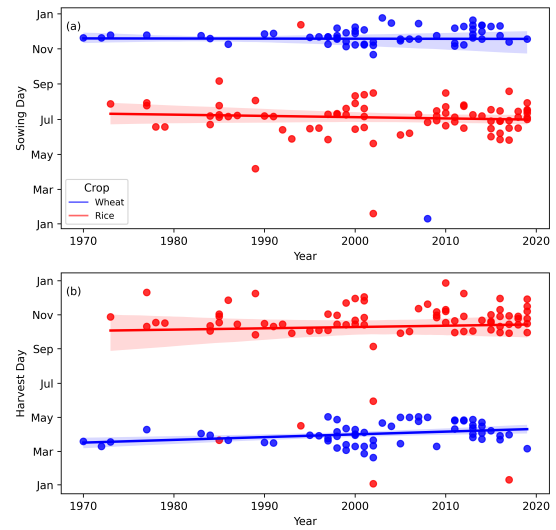 (a)
Jan
Nov
Sep
Jul
May
Mar
Jan
Sowing Day
Crop
Wheat
Rice
1970 1980 1990 2000 2010 2020
Year
(b)
Jan
Nov
Sep
Jul
May
Mar
Jan
Harvest Day
1970 1980 1990 2000 2010 2020
Year